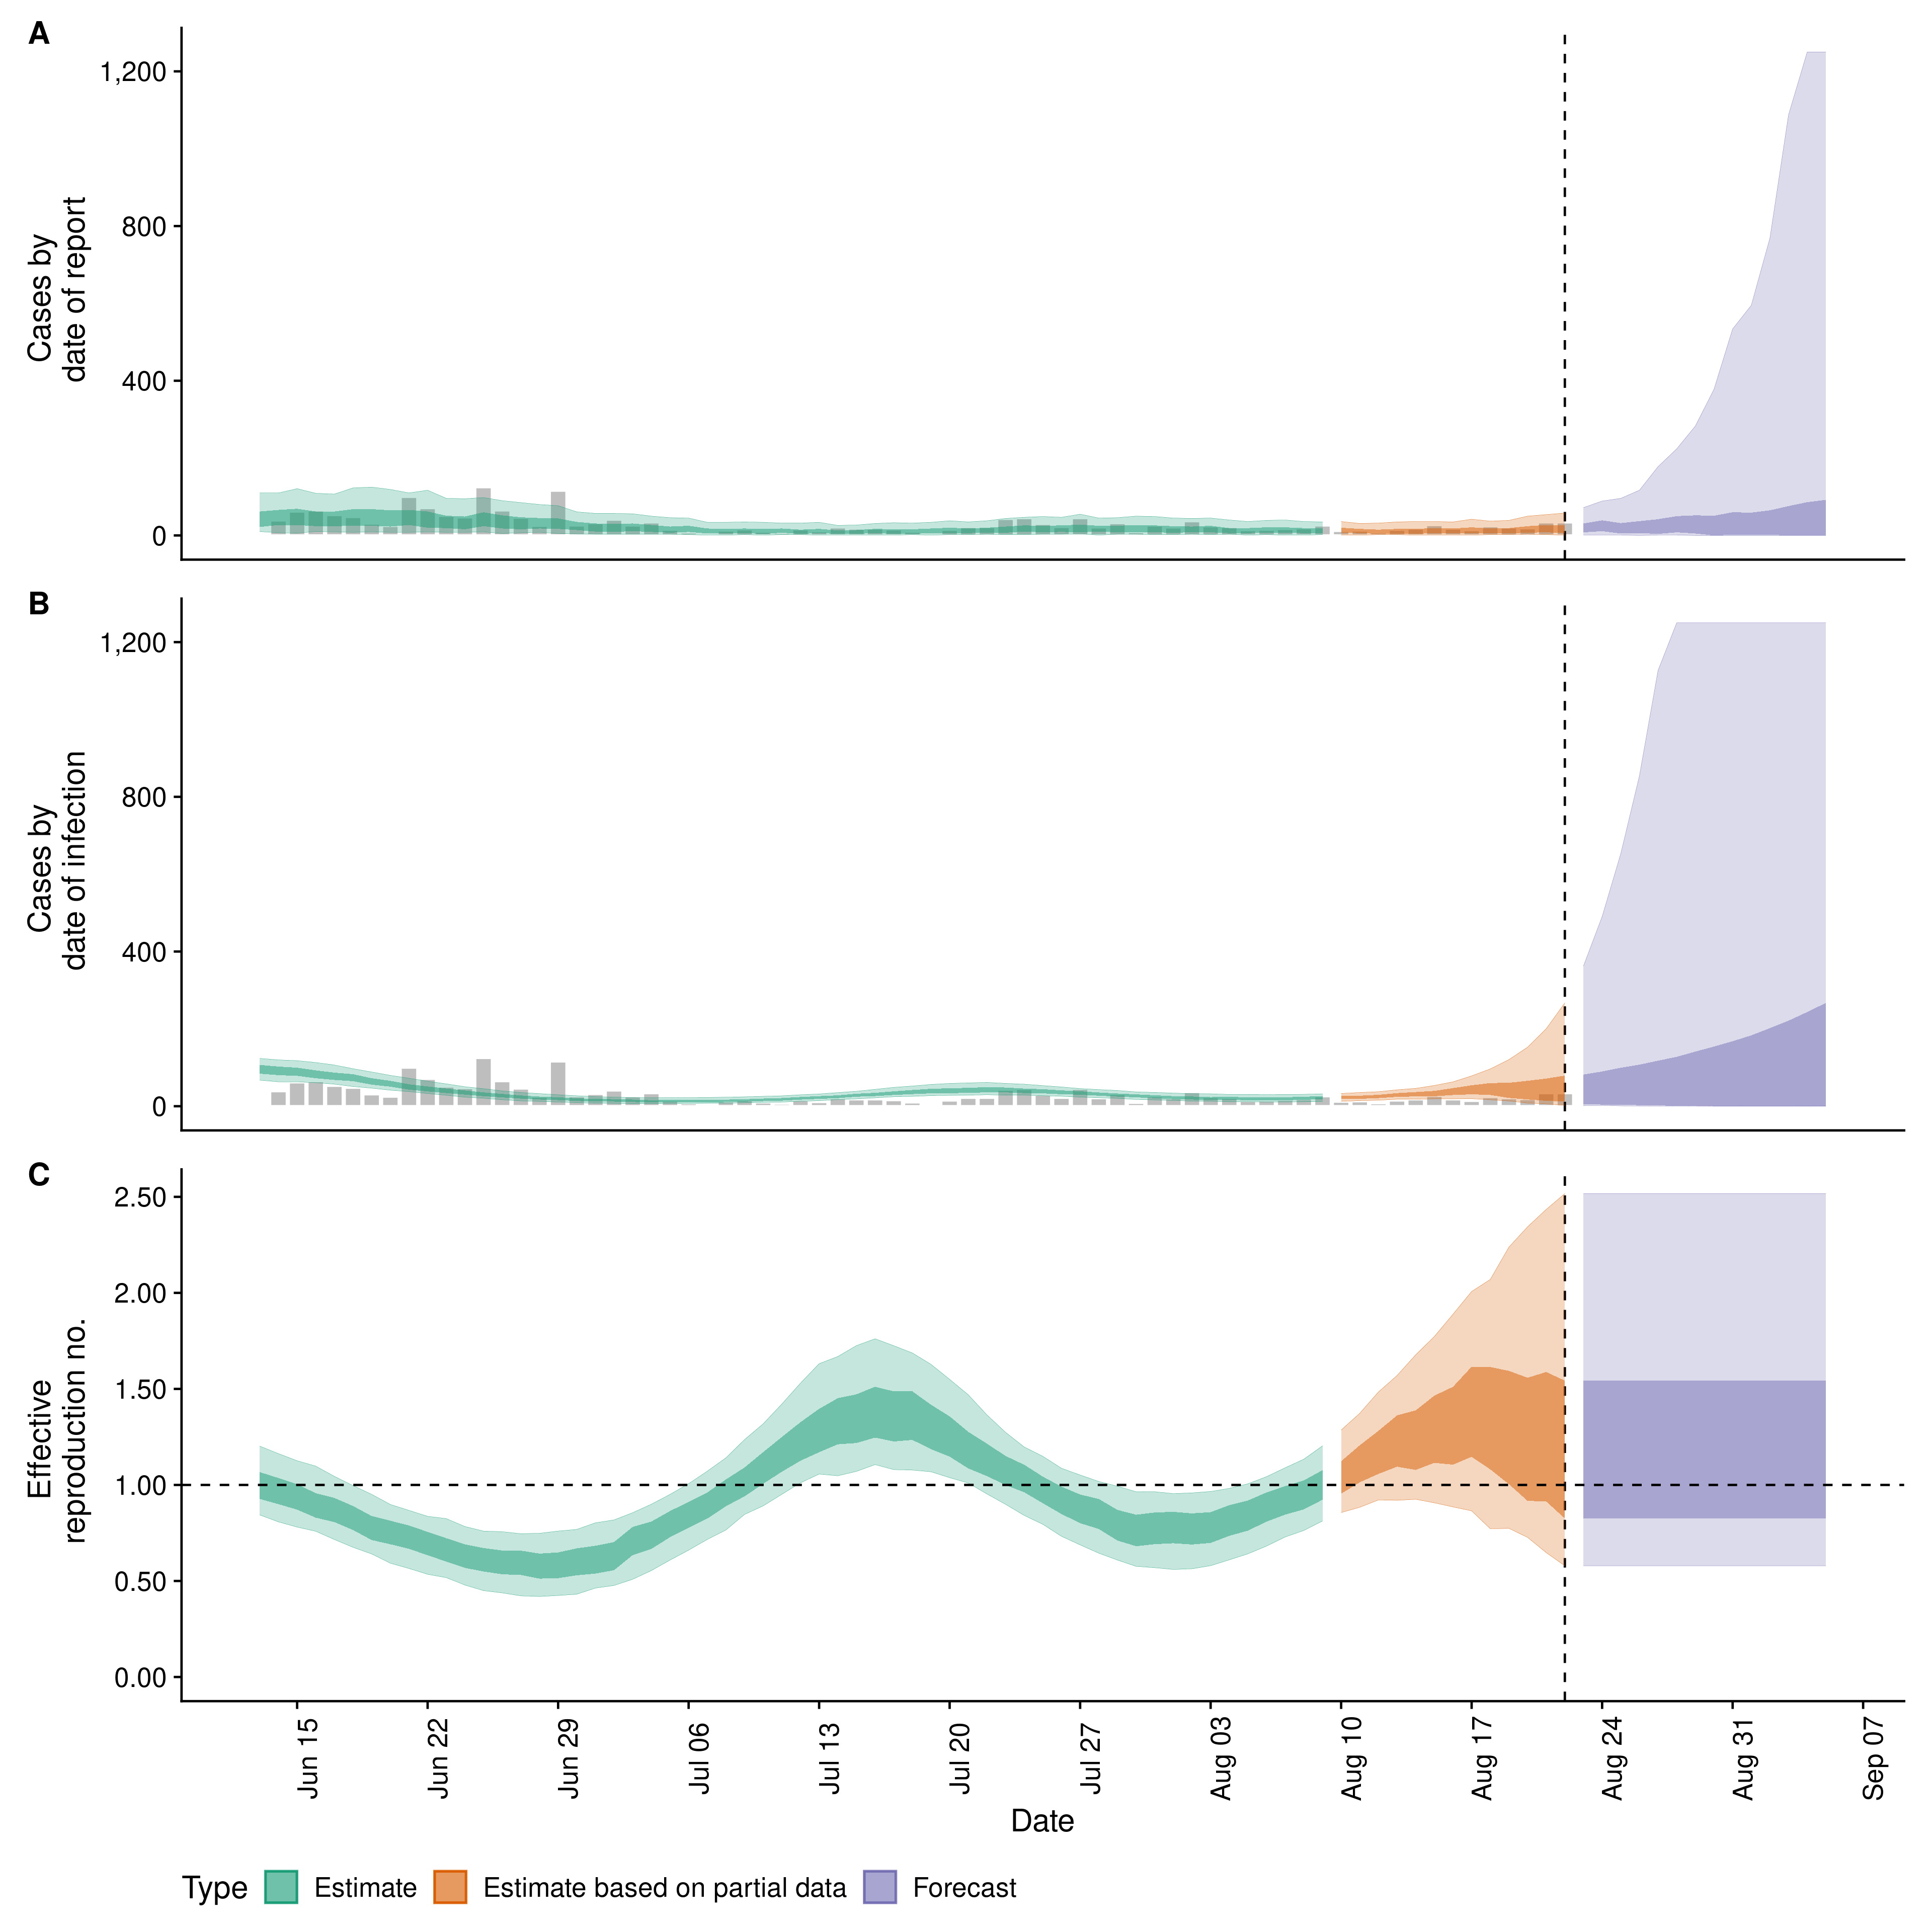 A
1,200
800
400
0
Cases by
date of report
B
1,200
800
400
0
Cases by
date of infection
C
2.50
2.00
1.50
1.00
0.50
0.00
Effective
reproduction no.
Jun 15
Jun 22
Jun 29
Jul 06
Jul 13
Jul 20
Jul 27
Aug 03
Aug 10
Aug 17
Aug 24
Aug 31
Sep 07
Date
Type Estimate Estimate based on partial data Forecast